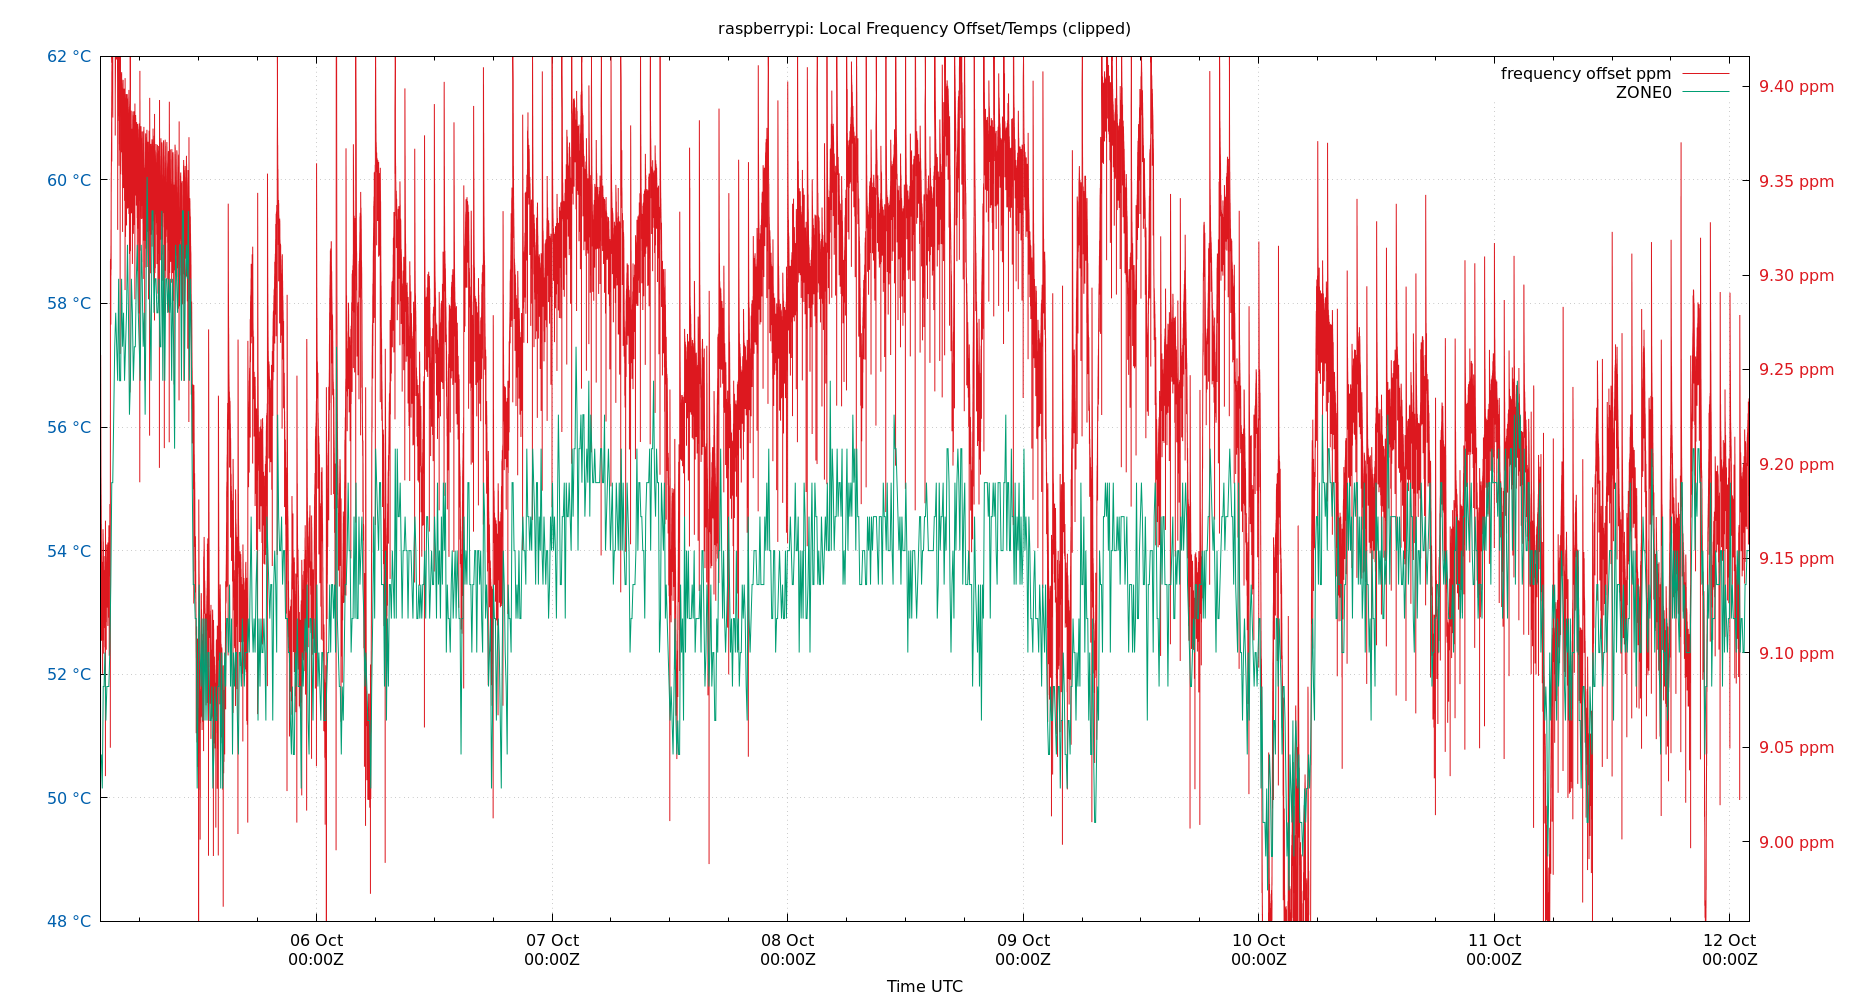 raspberrypi: Local Frequency Offset/Temps (clipped)
62 °C
60 °C
58 °C
56 °C
54 °C
52 °C
50 °C
48 °C
frequency offset ppm
ZONE0
9.40 ppm
9.35 ppm
9.30 ppm
9.25 ppm
9.20 ppm
9.15 ppm
9.10 ppm
9.05 ppm
9.00 ppm
06 Oct 07 Oct 08 Oct 09 Oct 10 Oct 11 Oct 12 Oct
00:00Z 00:00Z 00:00Z 00:00Z 00:00Z 00:00Z 00:00Z
Time UTC